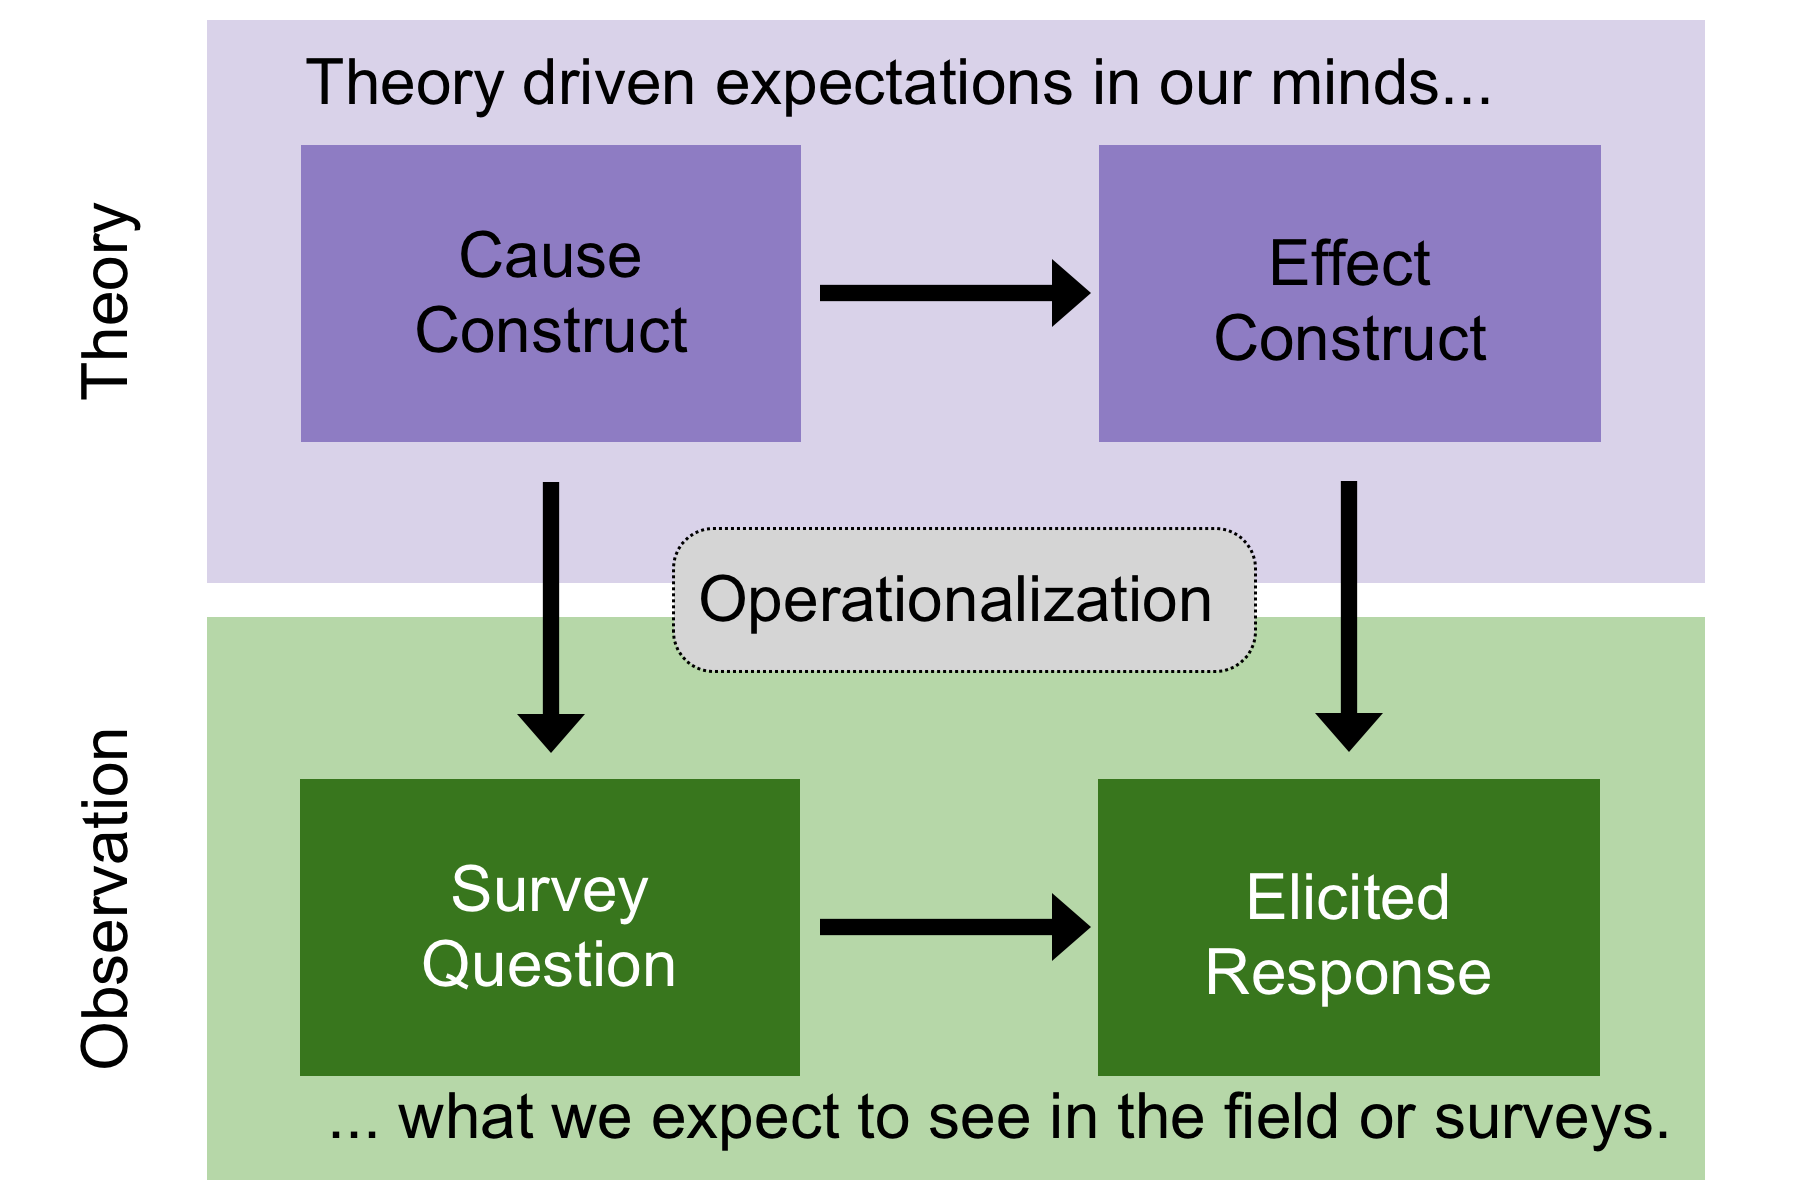 Theory driven expectations in our minds...
Theory
Cause
Construct
Effect
Construct
Operationalization
Observation
Survey
Question
Elicited
Response
... what we expect to see in the field or surveys.